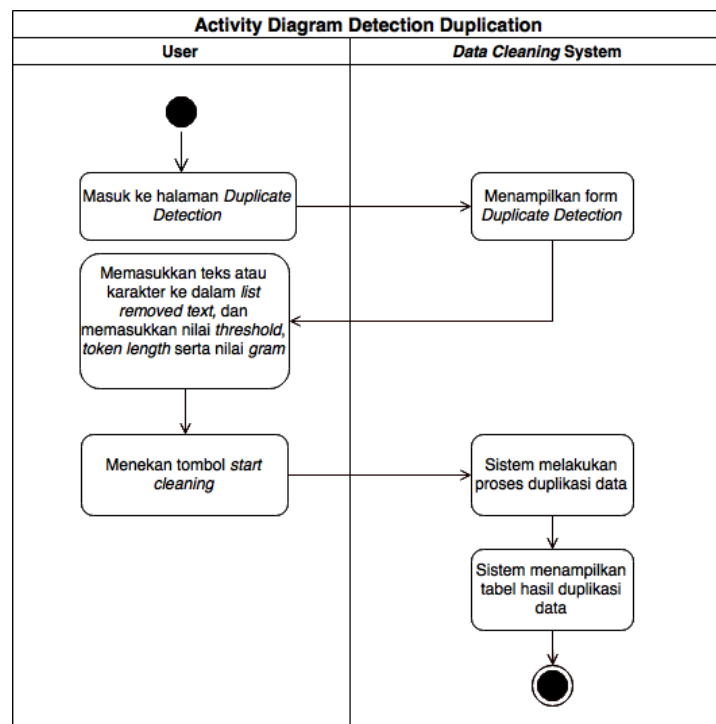 Activity Diagram Detection Duplication
User
Data Cleaning System
Masuk ke halaman Duplicate
Detection
Menampilkan form
Duplicate Detection
Memasukkan teks atau
karakter ke dalam list
removed text, dan
memasukkan nilai threshold,
token length serta nilai gram
Menekan tombol start
cleaning
Sistem melakukan
proses duplikasi data
Sistem menampilkan
tabel hasil duplikasi
data